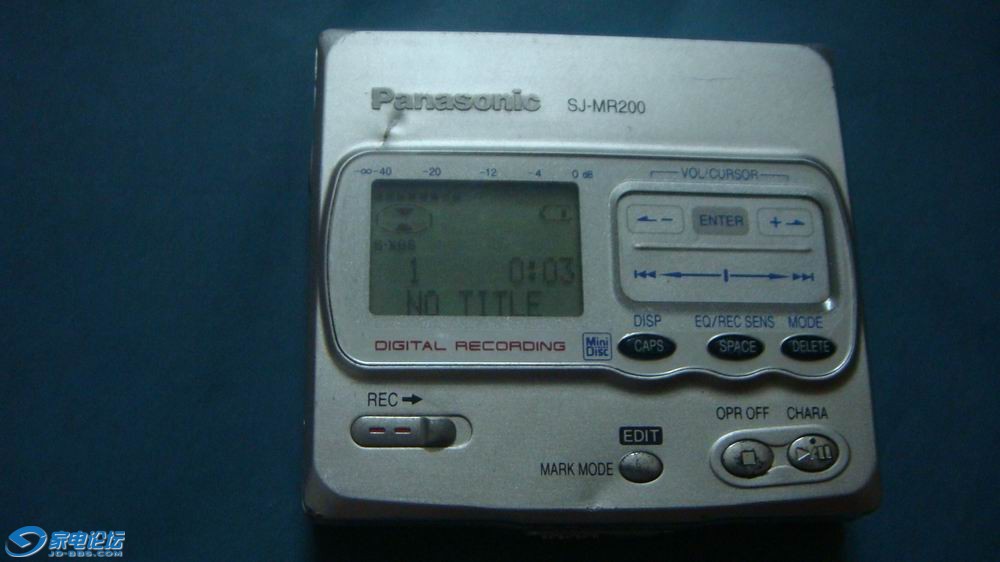 Panasonic SJ-MR200
-∞ -40 -20 -12 -4 0 dB
VOL/CURSOR
- ENTER +
S-XBS
1 0:03
NO TITLE
DISP EQ/REC SENS MODE
CAPS SPACE DELETE
DIGITAL RECORDING
Mini
Disc
REC
OPR OFF CHARA
EDIT
MARK MODE
家电论坛
JD-BBS.COM